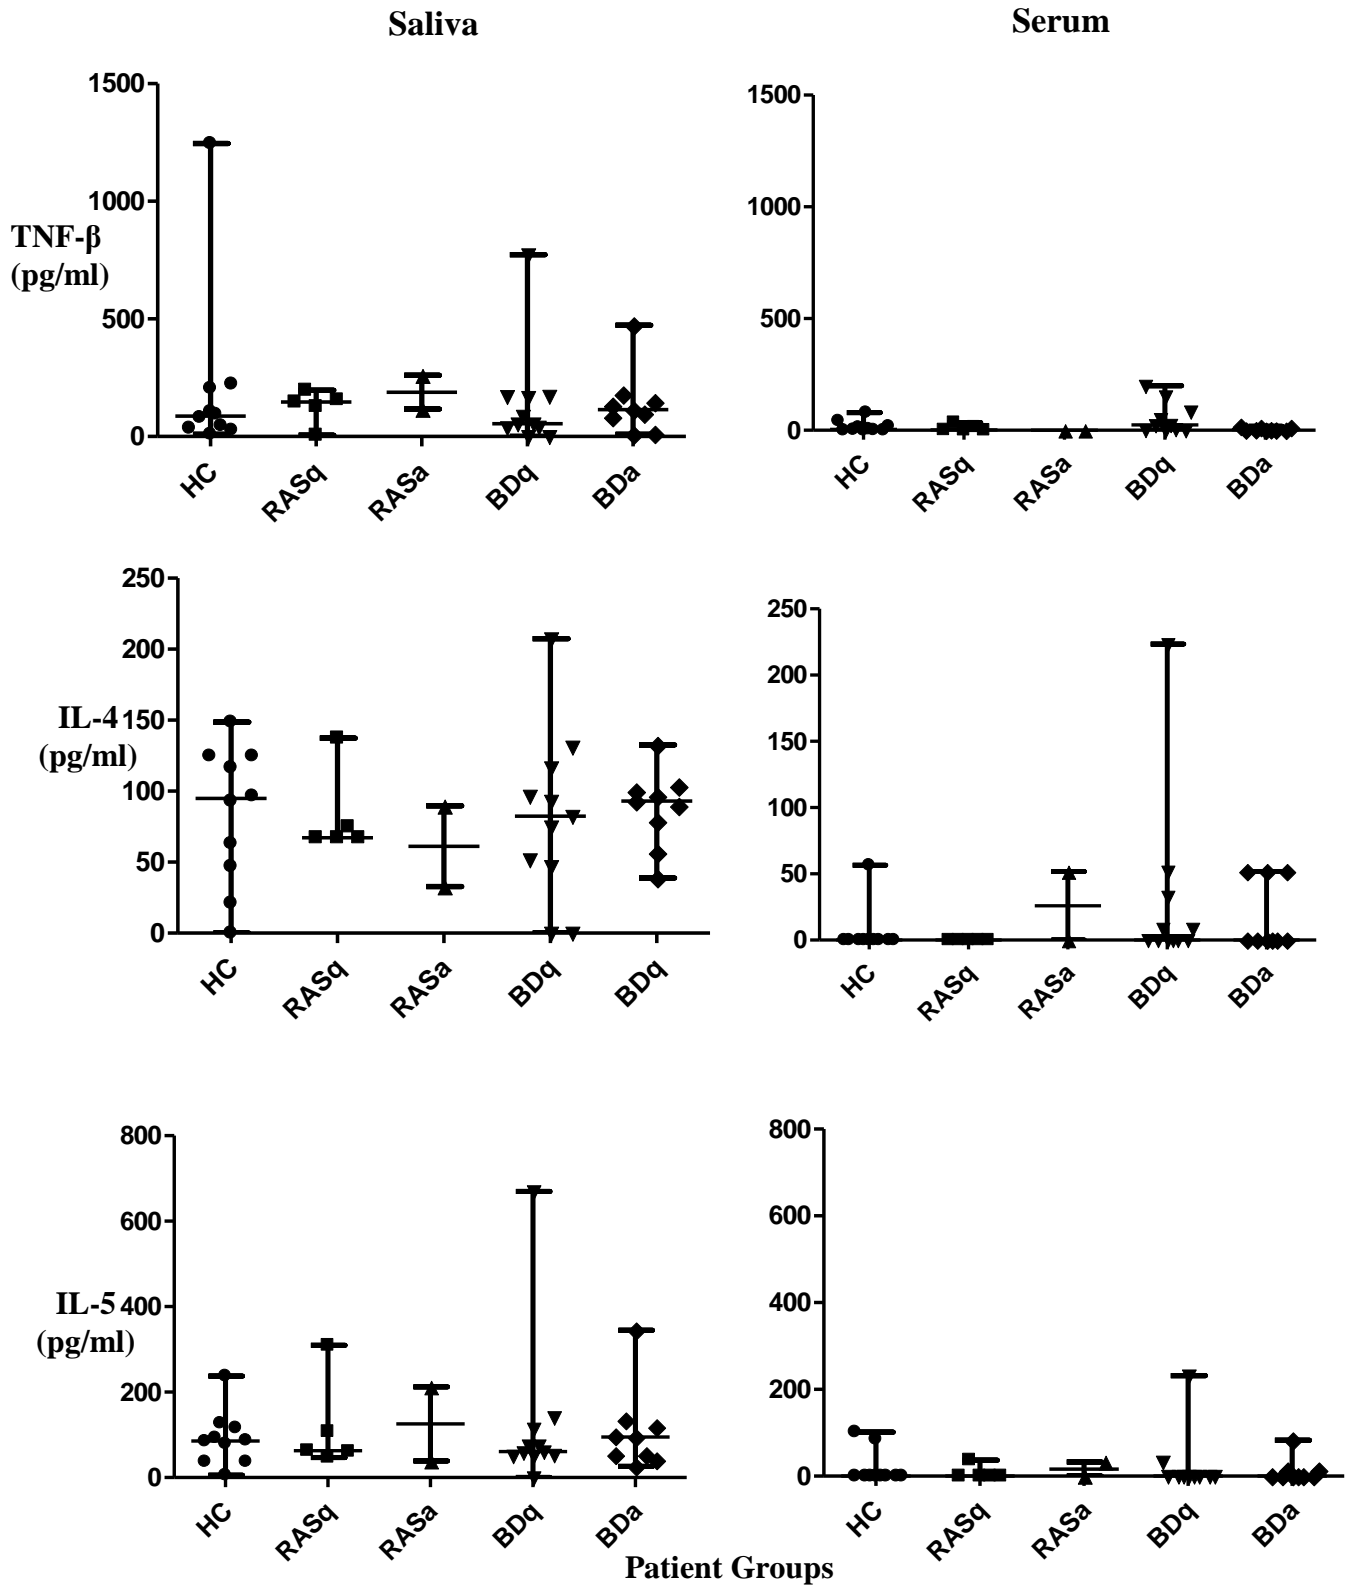 Saliva
Serum
TNF-β
(pg/ml)
1500
1000
500
0
HC
RASq
RASa
BDq
BDa
1500
1000
500
0
HC
RASq
RASa
BDq
BDa
IL-4
(pg/ml)
250
200
150
100
50
0
HC
RASq
RASa
BDq
BDq
250
200
150
100
50
0
HC
RASq
RASa
BDq
BDa
IL-5
(pg/ml)
800
600
400
200
0
HC
RASq
RASa
BDq
BDa
800
600
400
200
0
HC
RASq
RASa
BDq
BDa
Patient Groups